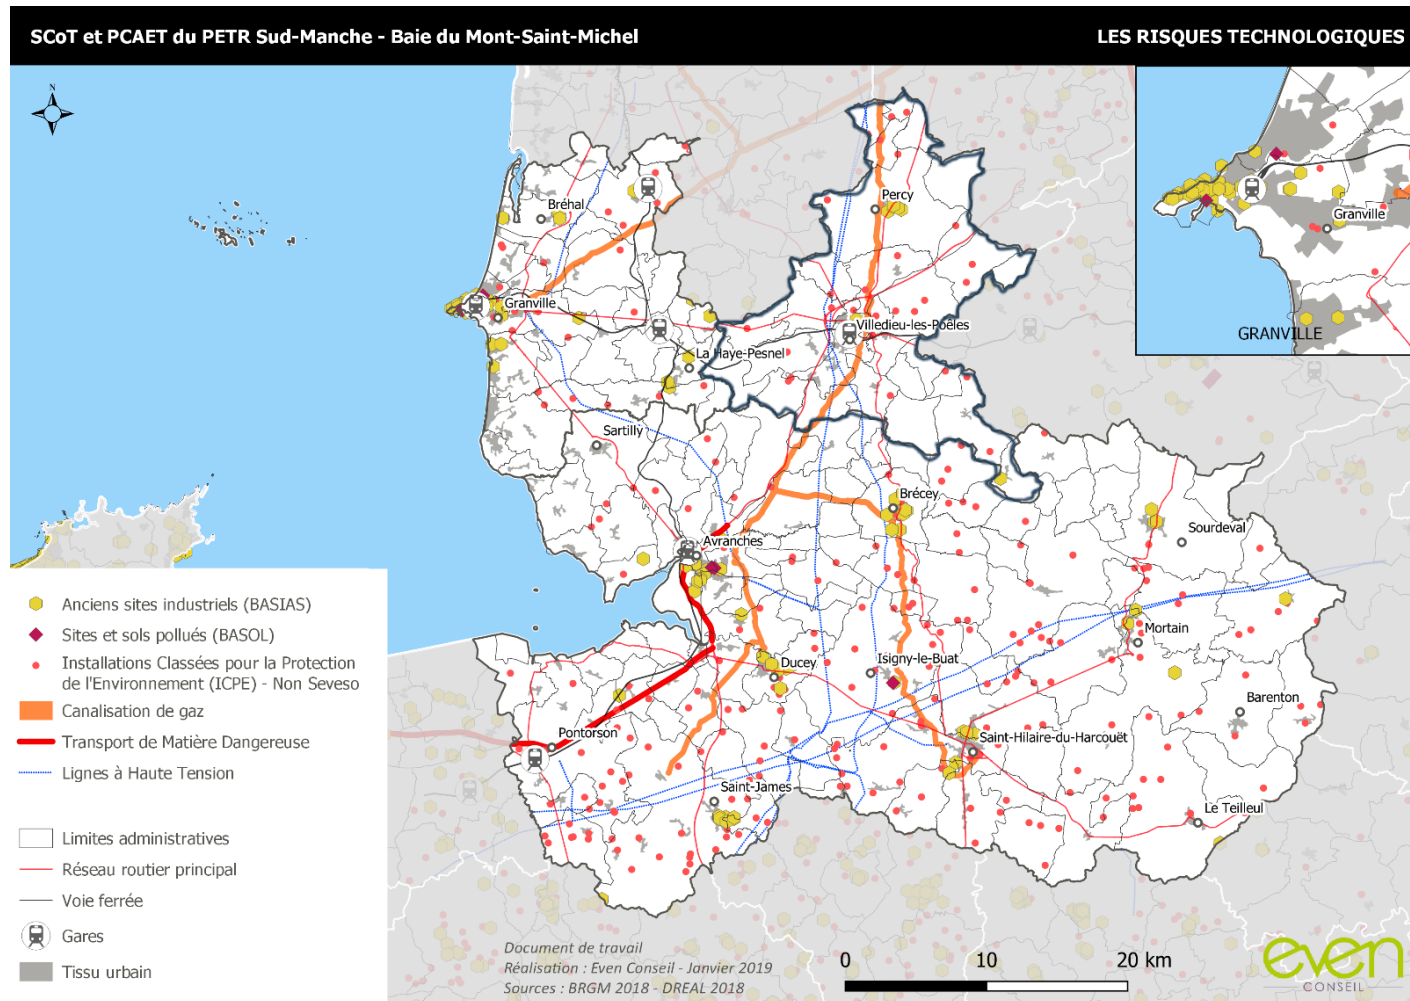 SCoT et PCAET du PETR Sud-Manche - Baie du Mont-Saint-Michel
LES RISQUES TECHNOLOGIQUES
N
Bréhal
Percy
Granville
Villedieu-les-Poêles
La Haye-Pesnel
Sartilly
Brécey
Sourdeval
Avranches
Mortain
Isigny-le-Buat
Ducey
Barenton
Pontorson
Saint-Hilaire-du-Harcouët
Saint-James
Le Teilleul
Granville
GRANVILLE
Anciens sites industriels (BASIAS)
Sites et sols pollués (BASOL)
Installations Classées pour la Protection
de l'Environnement (ICPE) - Non Seveso
Canalisation de gaz
Transport de Matière Dangereuse
Lignes à Haute Tension
Limites administratives
Réseau routier principal
Voie ferrée
Gares
Tissu urbain
Document de travail
Réalisation : Even Conseil - Janvier 2019
Sources : BRGM 2018 - DREAL 2018
0 10 20 km
even
CONSEIL